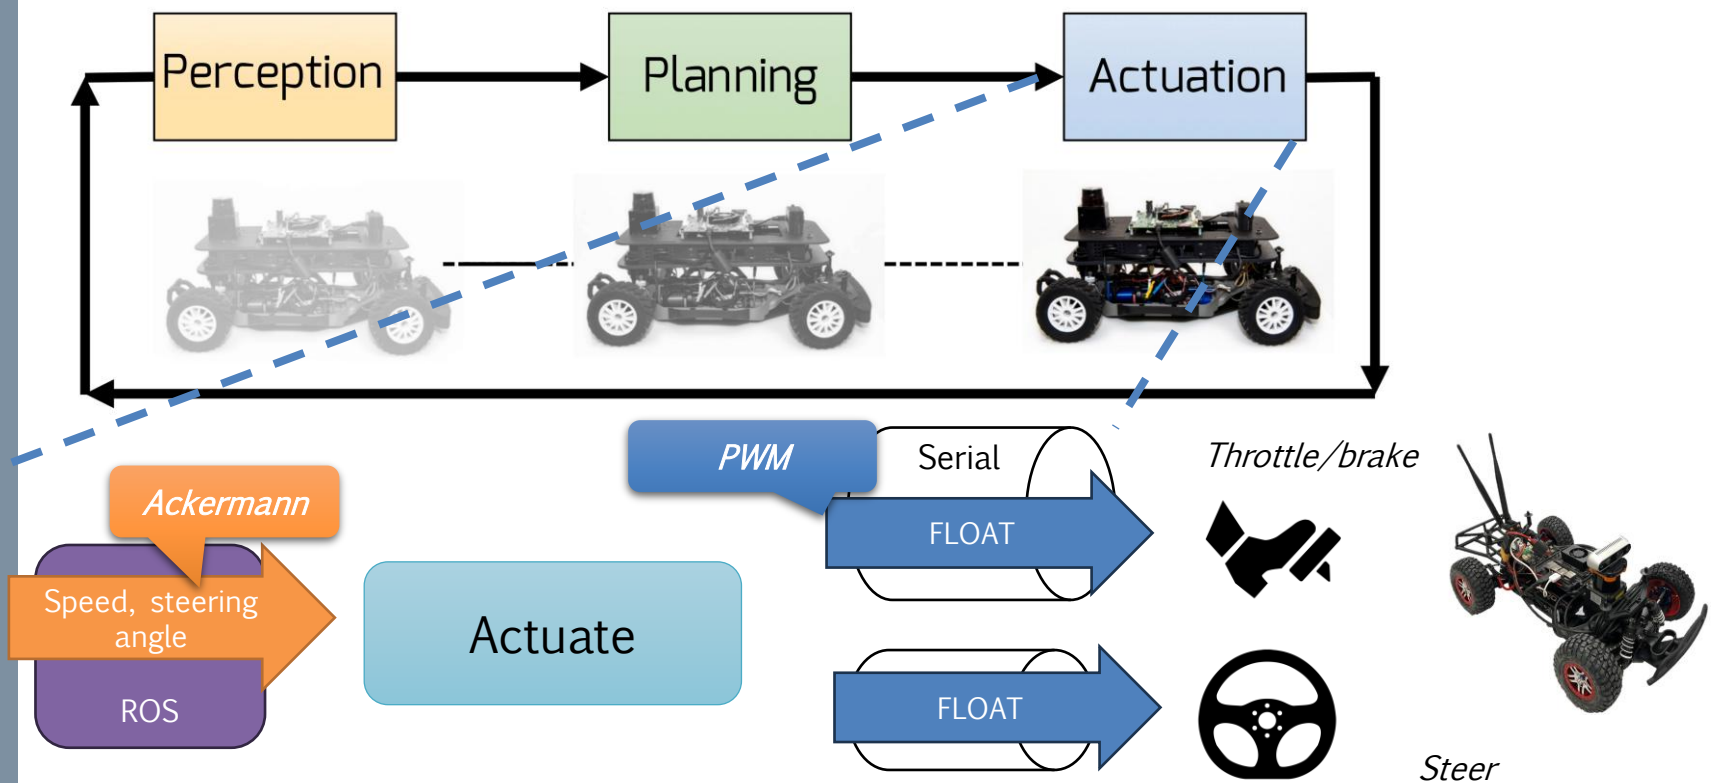 Perception
Planning
Actuation
PWM
Serial
Throttle/brake
Ackermann
FLOAT
Speed, steering
angle
Actuate
ROS
FLOAT
Steer